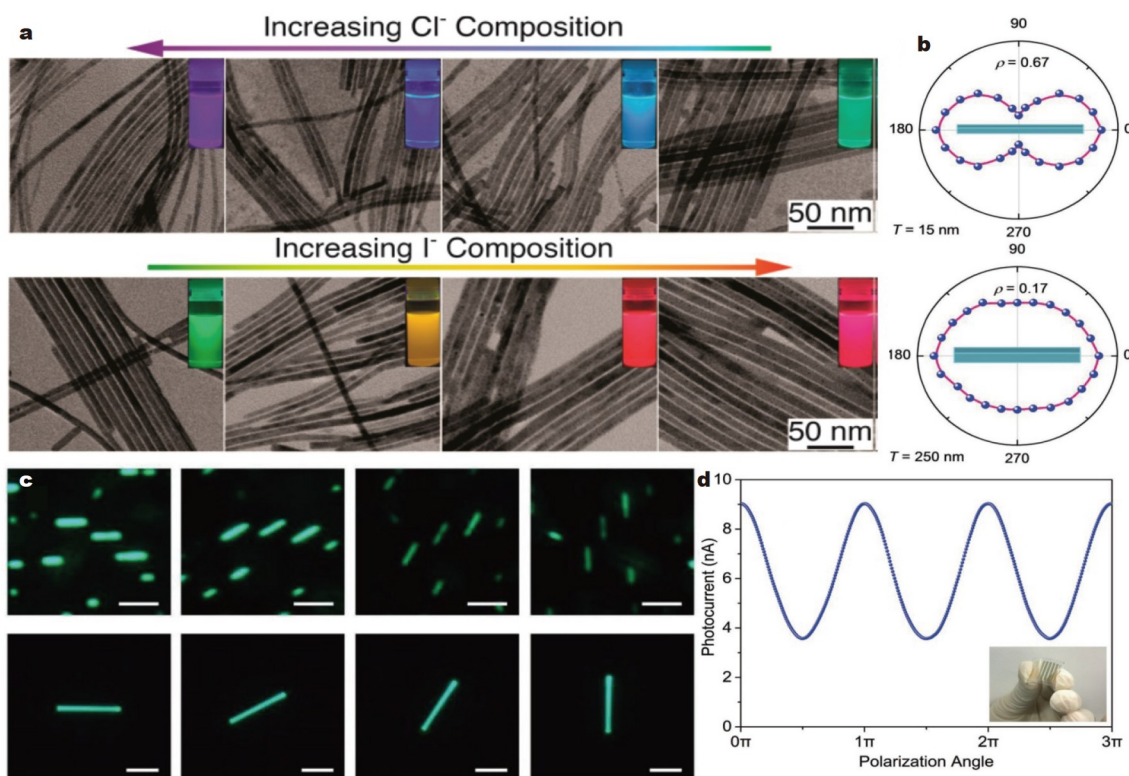 a
Increasing Cl⁻ Composition
50 nm
Increasing I⁻ Composition
50 nm
b
90
ρ = 0.67
180
0
T = 15 nm
270
90
ρ = 0.17
180
0
T = 250 nm
270
c
d
10
8
6
4
2
0
Photocurrent (nA)
0π
1π
2π
3π
Polarization Angle